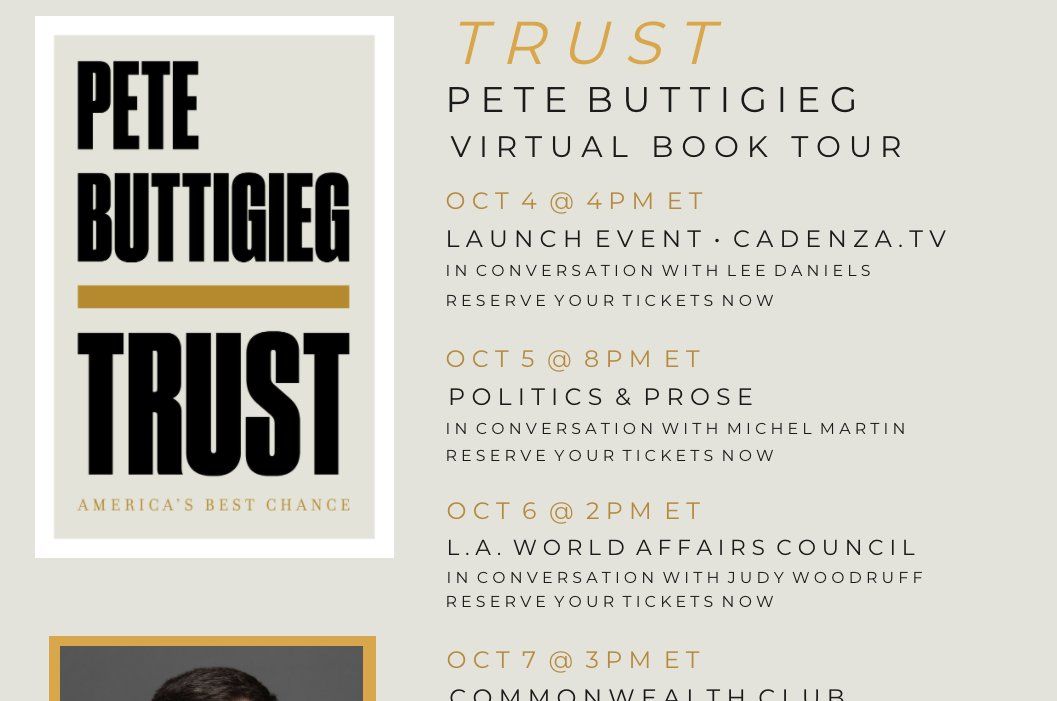 PETE
BUTTIGIEG
TRUST
AMERICA'S BEST CHANCE
TRUST
PETE BUTTIGIEG
VIRTUAL BOOK TOUR
OCT 4 @ 4PM ET
LAUNCH EVENT • CADENZA.TV
IN CONVERSATION WITH LEE DANIELS
RESERVE YOUR TICKETS NOW
OCT 5 @ 8PM ET
POLITICS & PROSE
IN CONVERSATION WITH MICHEL MARTIN
RESERVE YOUR TICKETS NOW
OCT 6 @ 2PM ET
L.A. WORLD AFFAIRS COUNCIL
IN CONVERSATION WITH JUDY WOODRUFF
RESERVE YOUR TICKETS NOW
OCT 7 @ 3PM ET
COMMONWEALTH CLUB